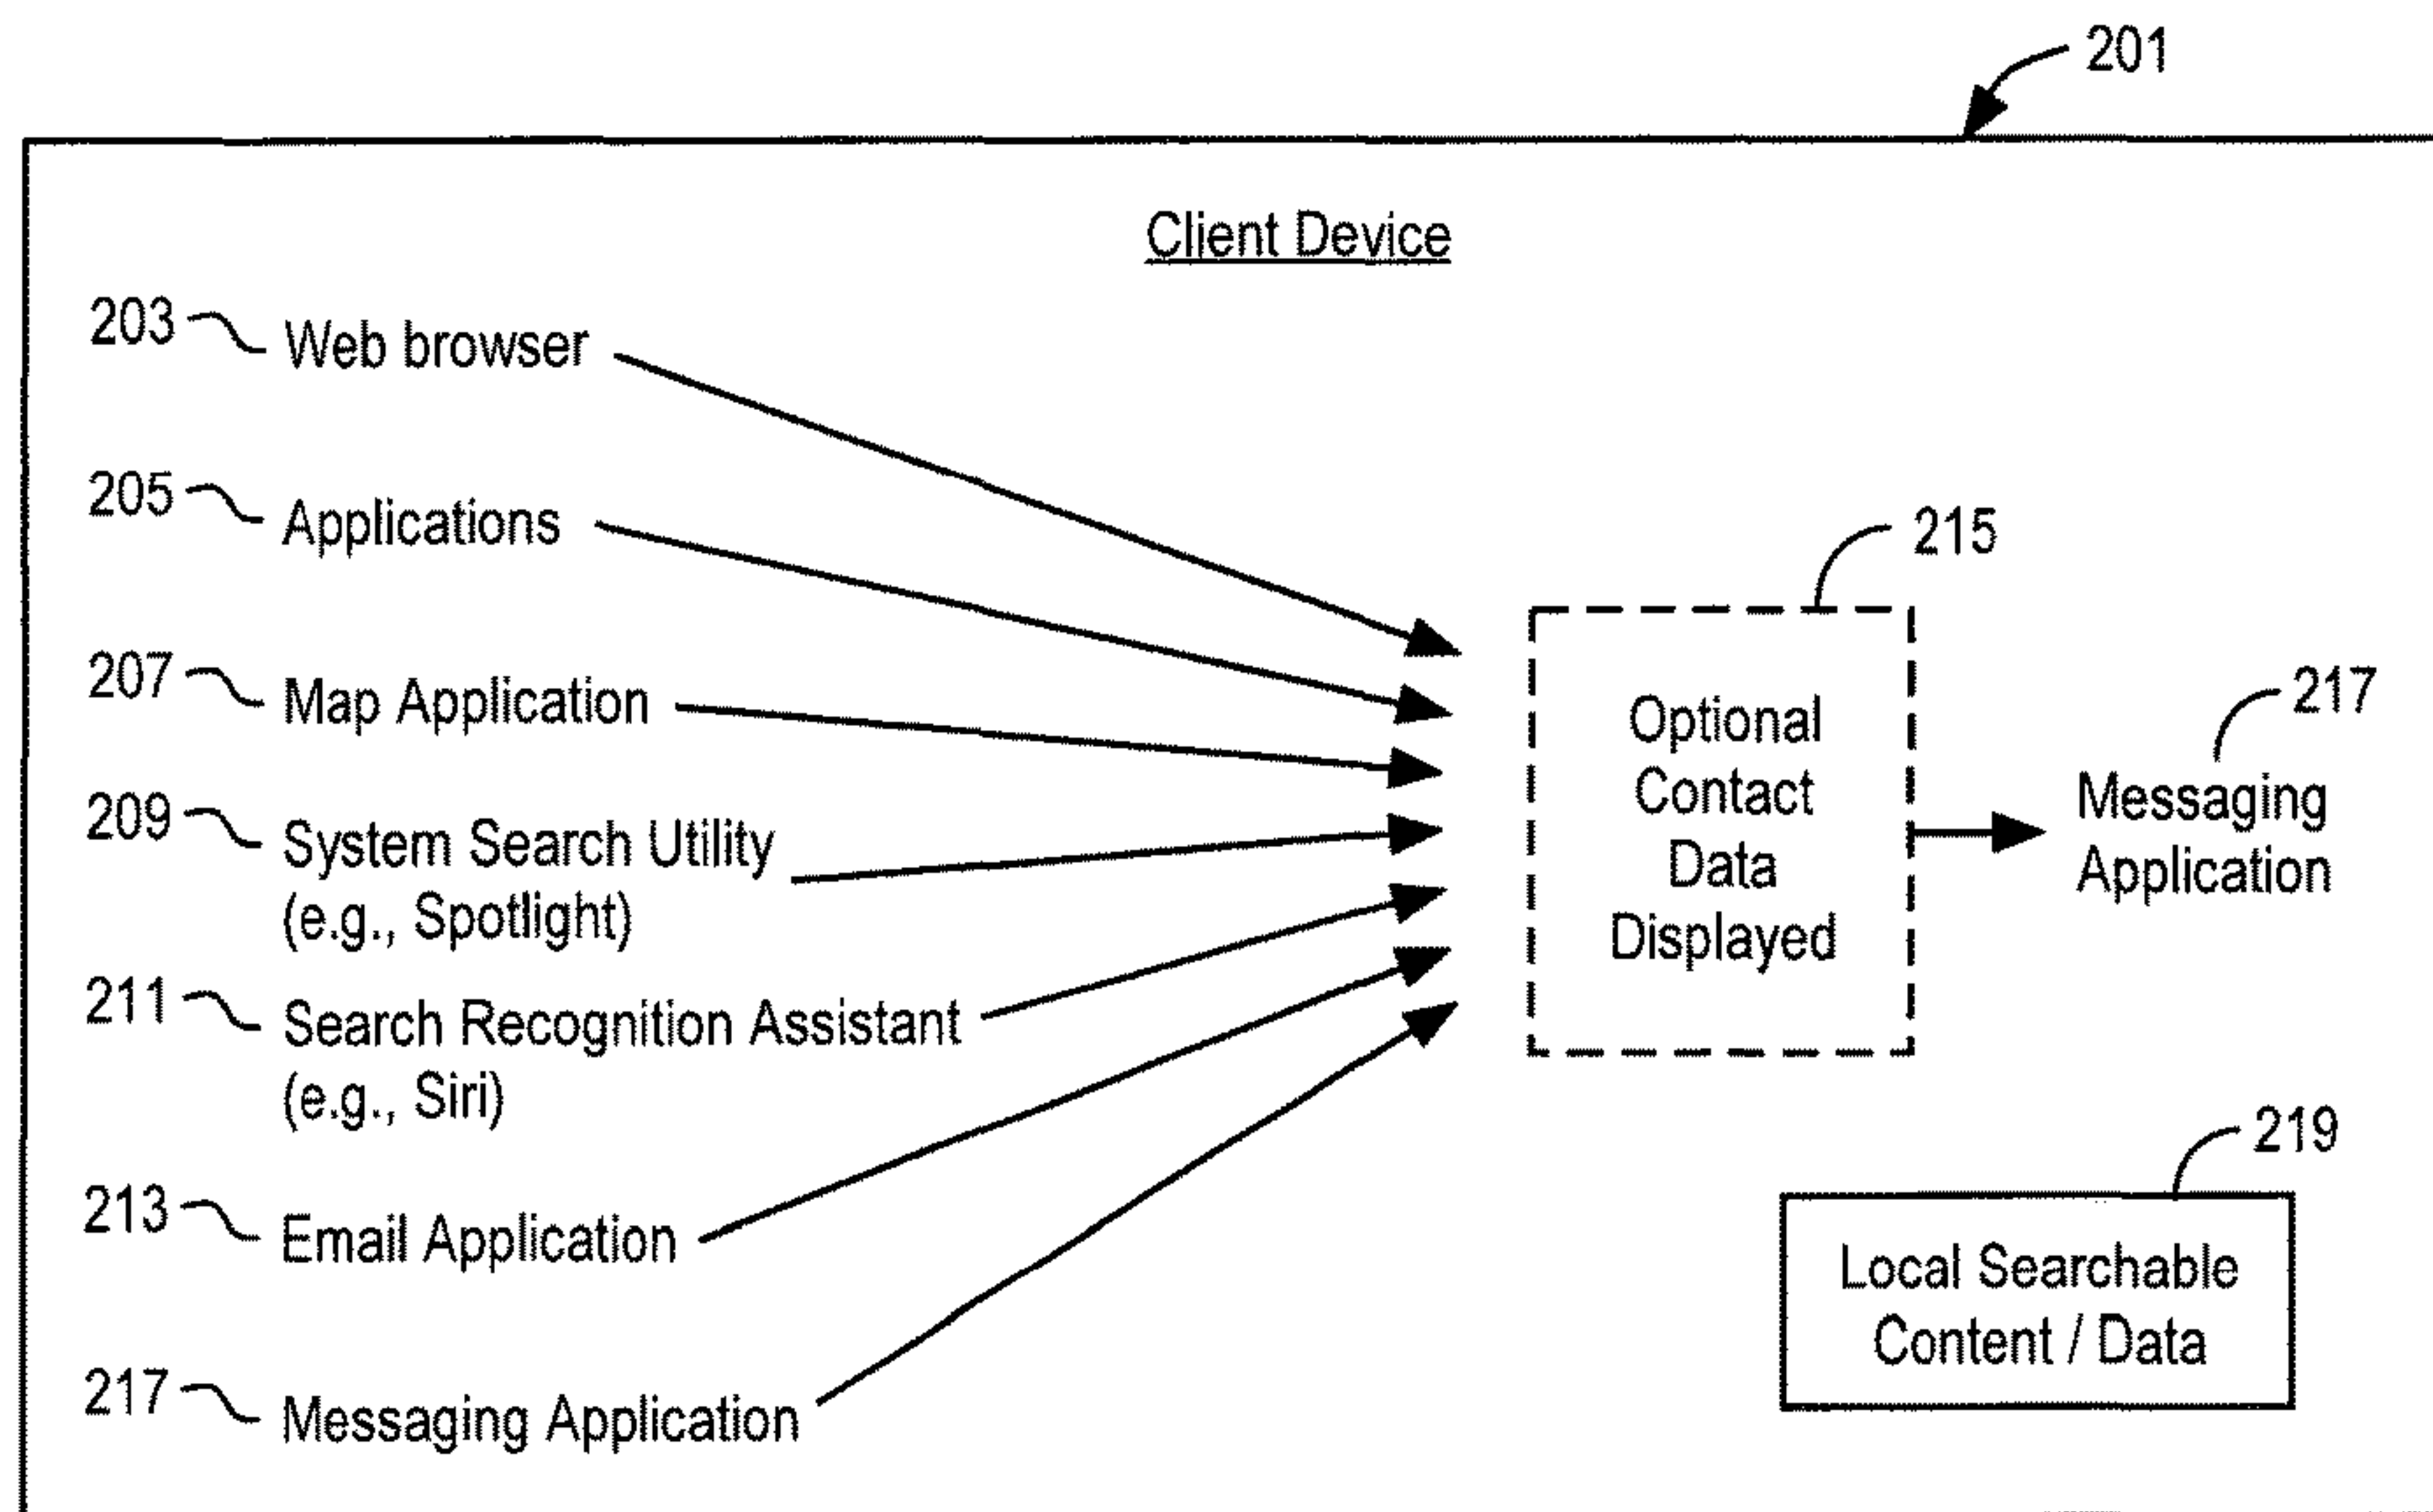 201
Client Device
203 Web browser
205 Applications
215
207 Map Application
217
Optional
Contact
Data
Displayed
Messaging
Application
209 System Search Utility
(e.g., Spotlight)
211 Search Recognition Assistant
(e.g., Siri)
219
213 Email Application
Local Searchable
Content / Data
217 Messaging Application